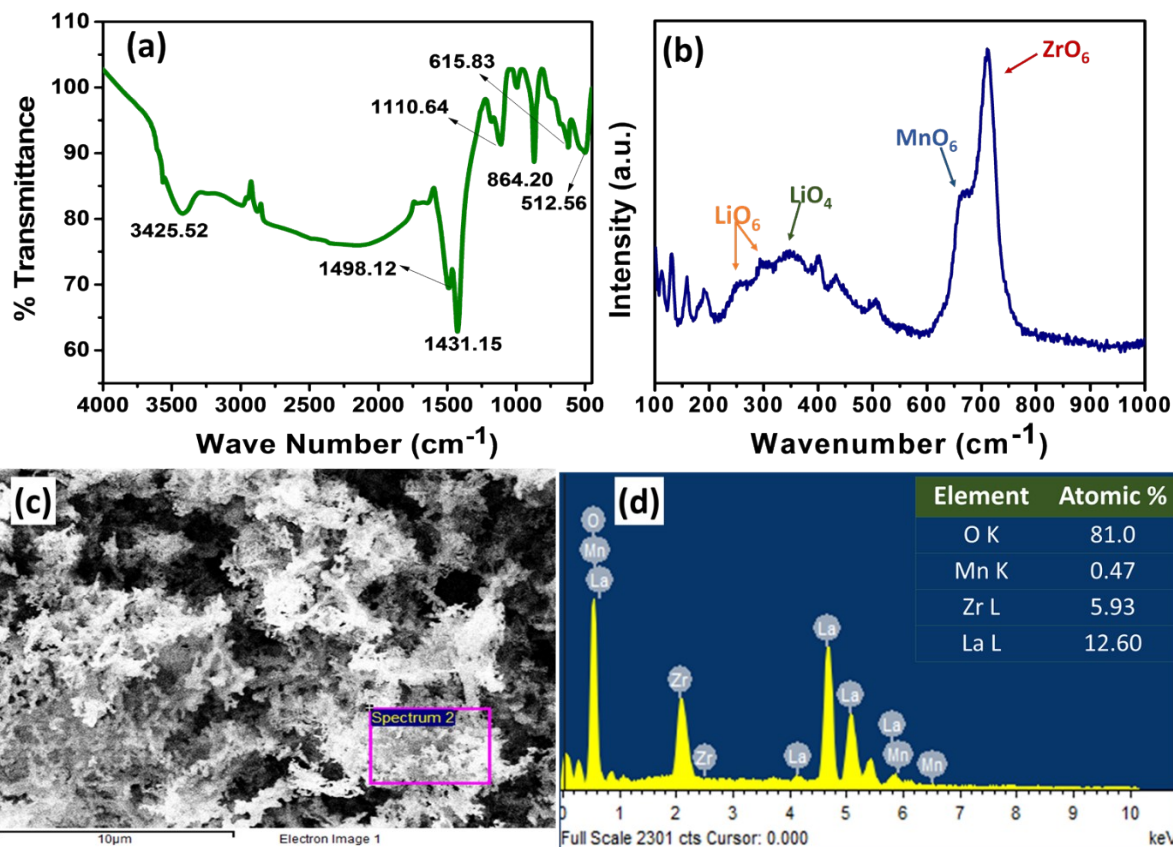 (a)
110
100
90
80
70
60
% Transmittance
615.83
1110.64
864.20
512.56
3425.52
1498.12
1431.15
4000 3500 3000 2500 2000 1500 1000 500
Wave Number (cm-1)
(b)
ZrO6
MnO6
LiO6
LiO4
Intensity (a.u.)
100 200 300 400 500 600 700 800 900 1000
Wavenumber (cm-1)
(c)
Spectrum 2
10µm
Electron Image 1
(d)
Element Atomic %
O K 81.0
Mn K 0.47
Zr L 5.93
La L 12.60
O
Mn
La
Zr
Zr
La
La
La
La
Mn
Mn
0 1 2 3 4 5 6 7 8 9 10
Full Scale 2301 cts Cursor: 0.000
keV